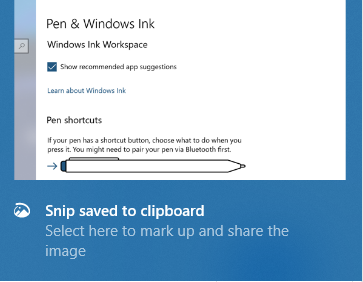 Pen & Windows Ink
Windows Ink Workspace
Show recommended app suggestions
Learn about Windows Ink
Pen shortcuts
If your pen has a shortcut button, choose what to do when you
press it. You might need to pair your pen via Bluetooth first.
Snip saved to clipboard
Select here to mark up and share the
image